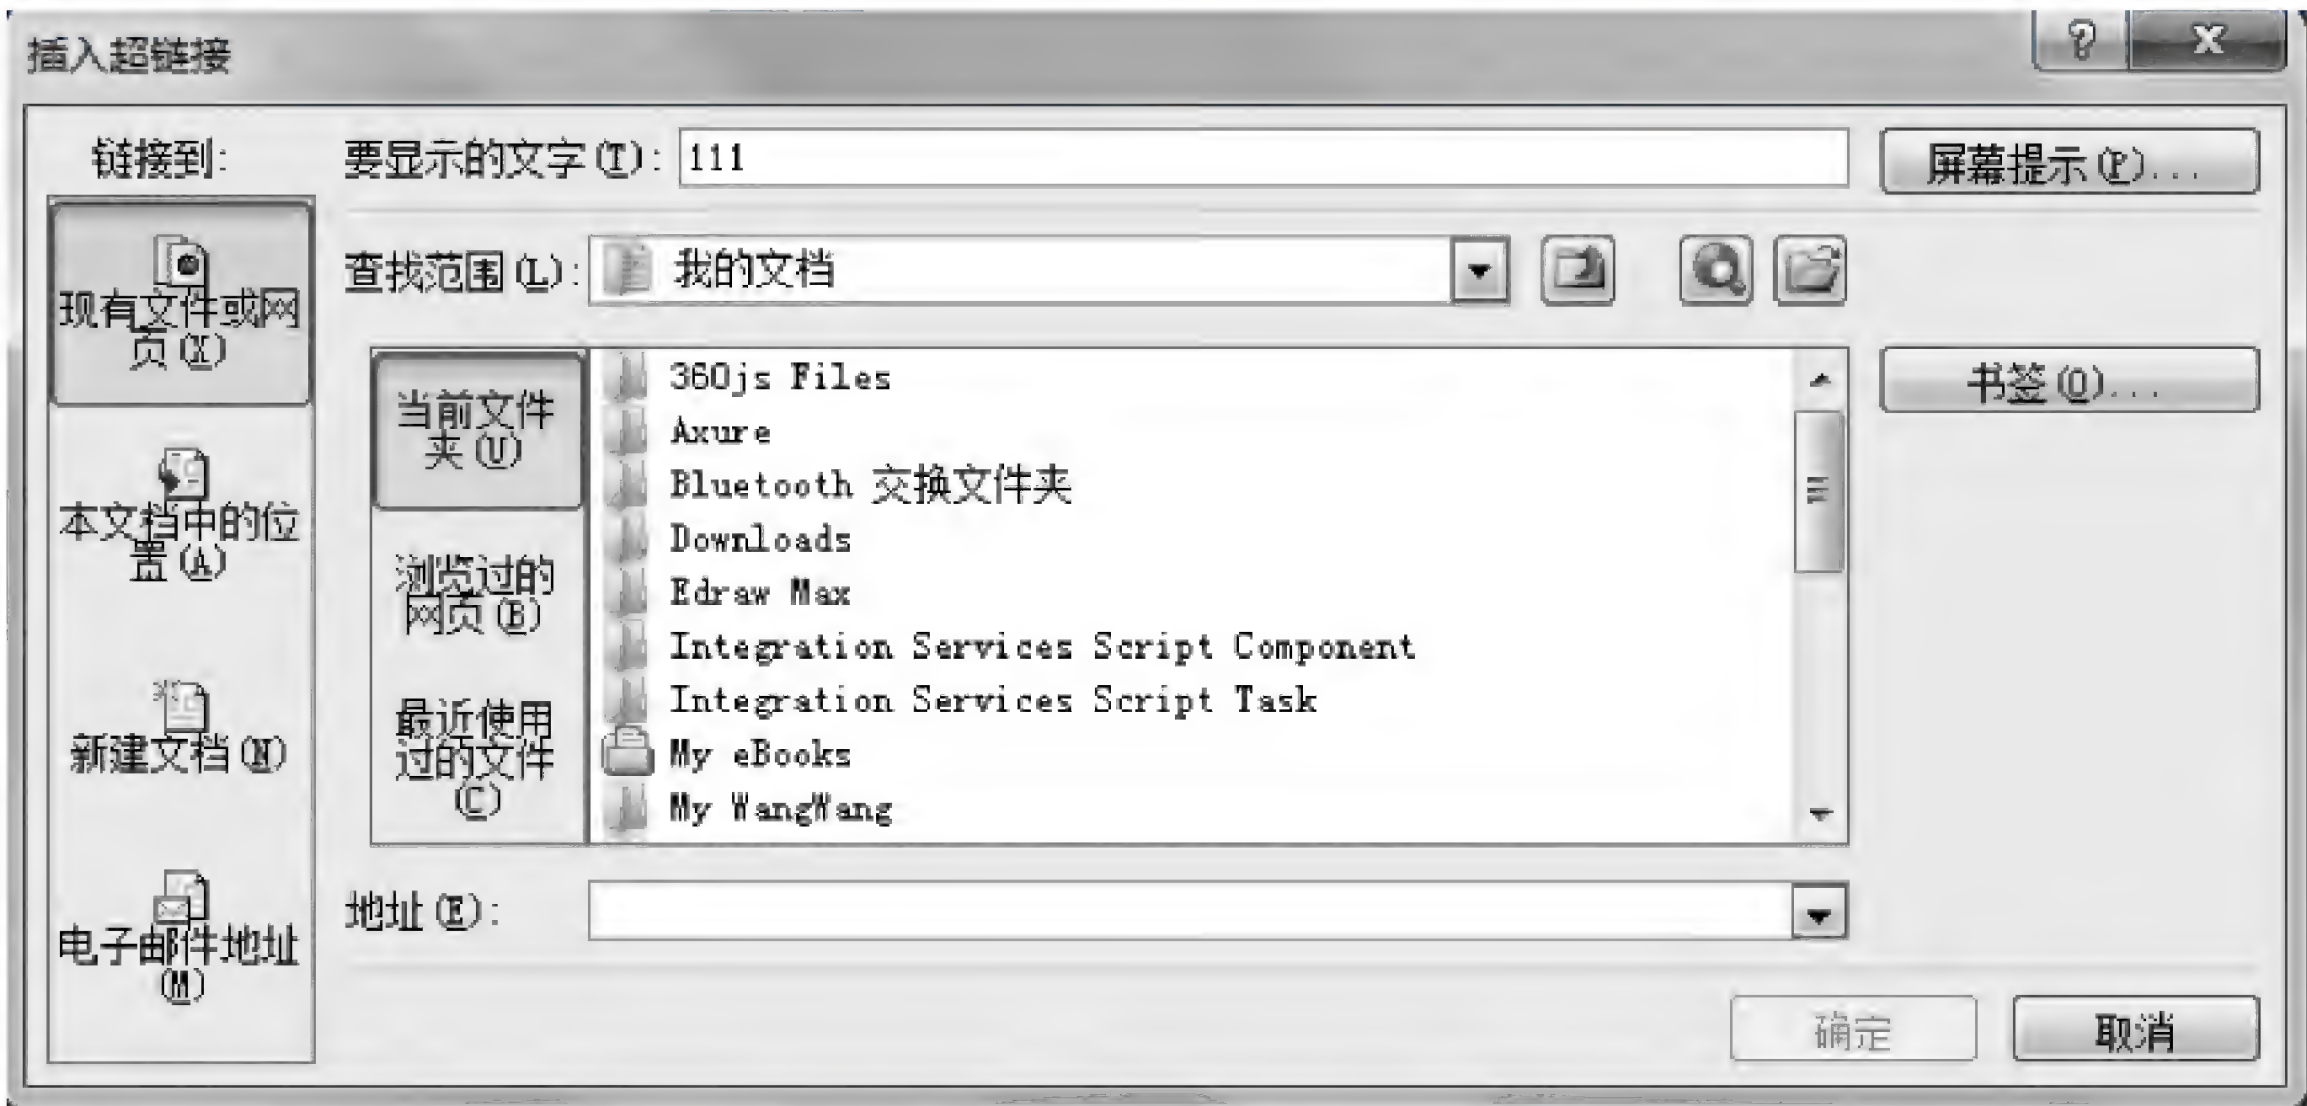 插入超链接
链接到:
要显示的文字(T): 111
屏幕提示(P)...
现有文件或网
页(X)
查找范围(L): 我的文档
当前文件
夹(U)
360js Files
Axure
Bluetooth 交换文件夹
Downloads
Edraw Max
Integration Services Script Component
Integration Services Script Task
My eBooks
My WangWang
书签(O)...
本文档中的位
置(A)
浏览过的
网页(B)
新建文档(N)
最近使用
过的文件
(C)
电子邮件地址
(M)
地址(E):
确定
取消